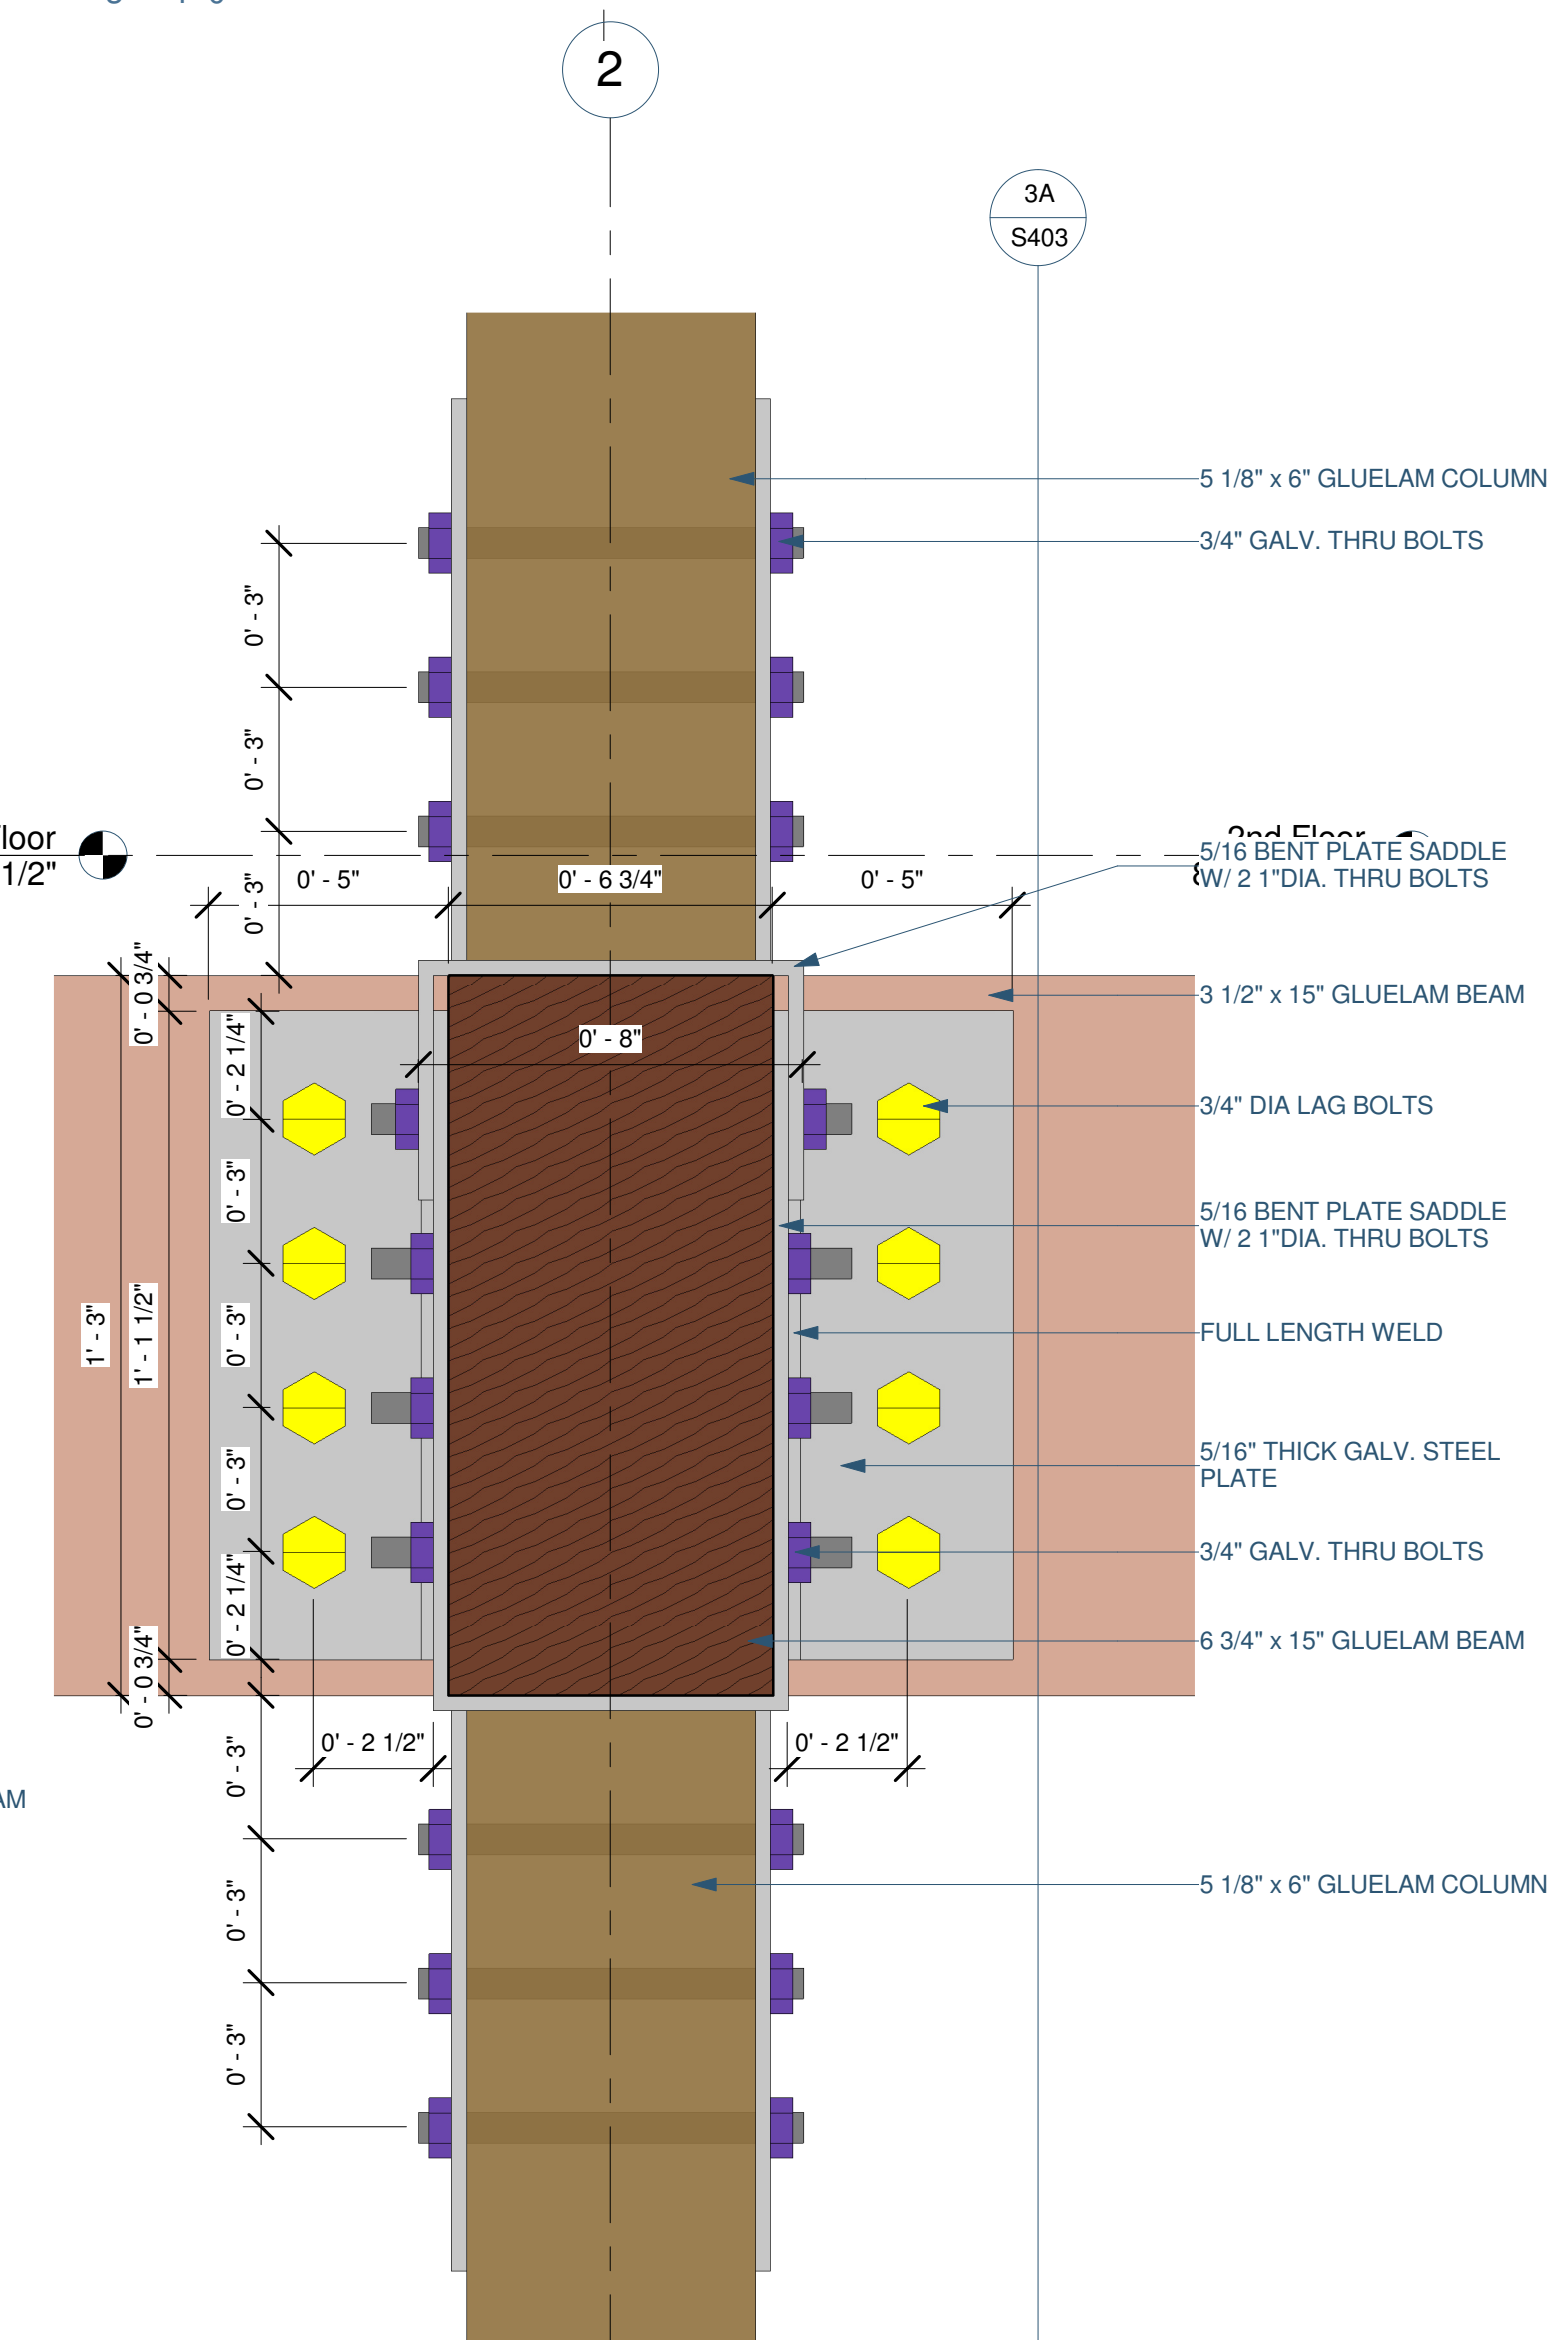 2
3A
S403
5 1/8" x 6" GLUELAM COLUMN
3/4" GALV. THRU BOLTS
0' - 3"
0' - 3"
loor
1/2"
2nd Floor
5/16 BENT PLATE SADDLE
W/ 2 1"DIA. THRU BOLTS
0' - 5"
0' - 6 3/4"
0' - 5"
0' - 3"
0' - 0 3/4"
3 1/2" x 15" GLUELAM BEAM
0' - 8"
0' - 2 1/4"
3/4" DIA LAG BOLTS
0' - 3"
5/16 BENT PLATE SADDLE
W/ 2 1"DIA. THRU BOLTS
1' - 3"
1' - 1 1/2"
0' - 3"
FULL LENGTH WELD
0' - 3"
5/16" THICK GALV. STEEL
PLATE
3/4" GALV. THRU BOLTS
0' - 2 1/4"
6 3/4" x 15" GLUELAM BEAM
0' - 0 3/4"
0' - 2 1/2"
0' - 2 1/2"
0' - 3"
AM
5 1/8" x 6" GLUELAM COLUMN
0' - 3"
0' - 3"